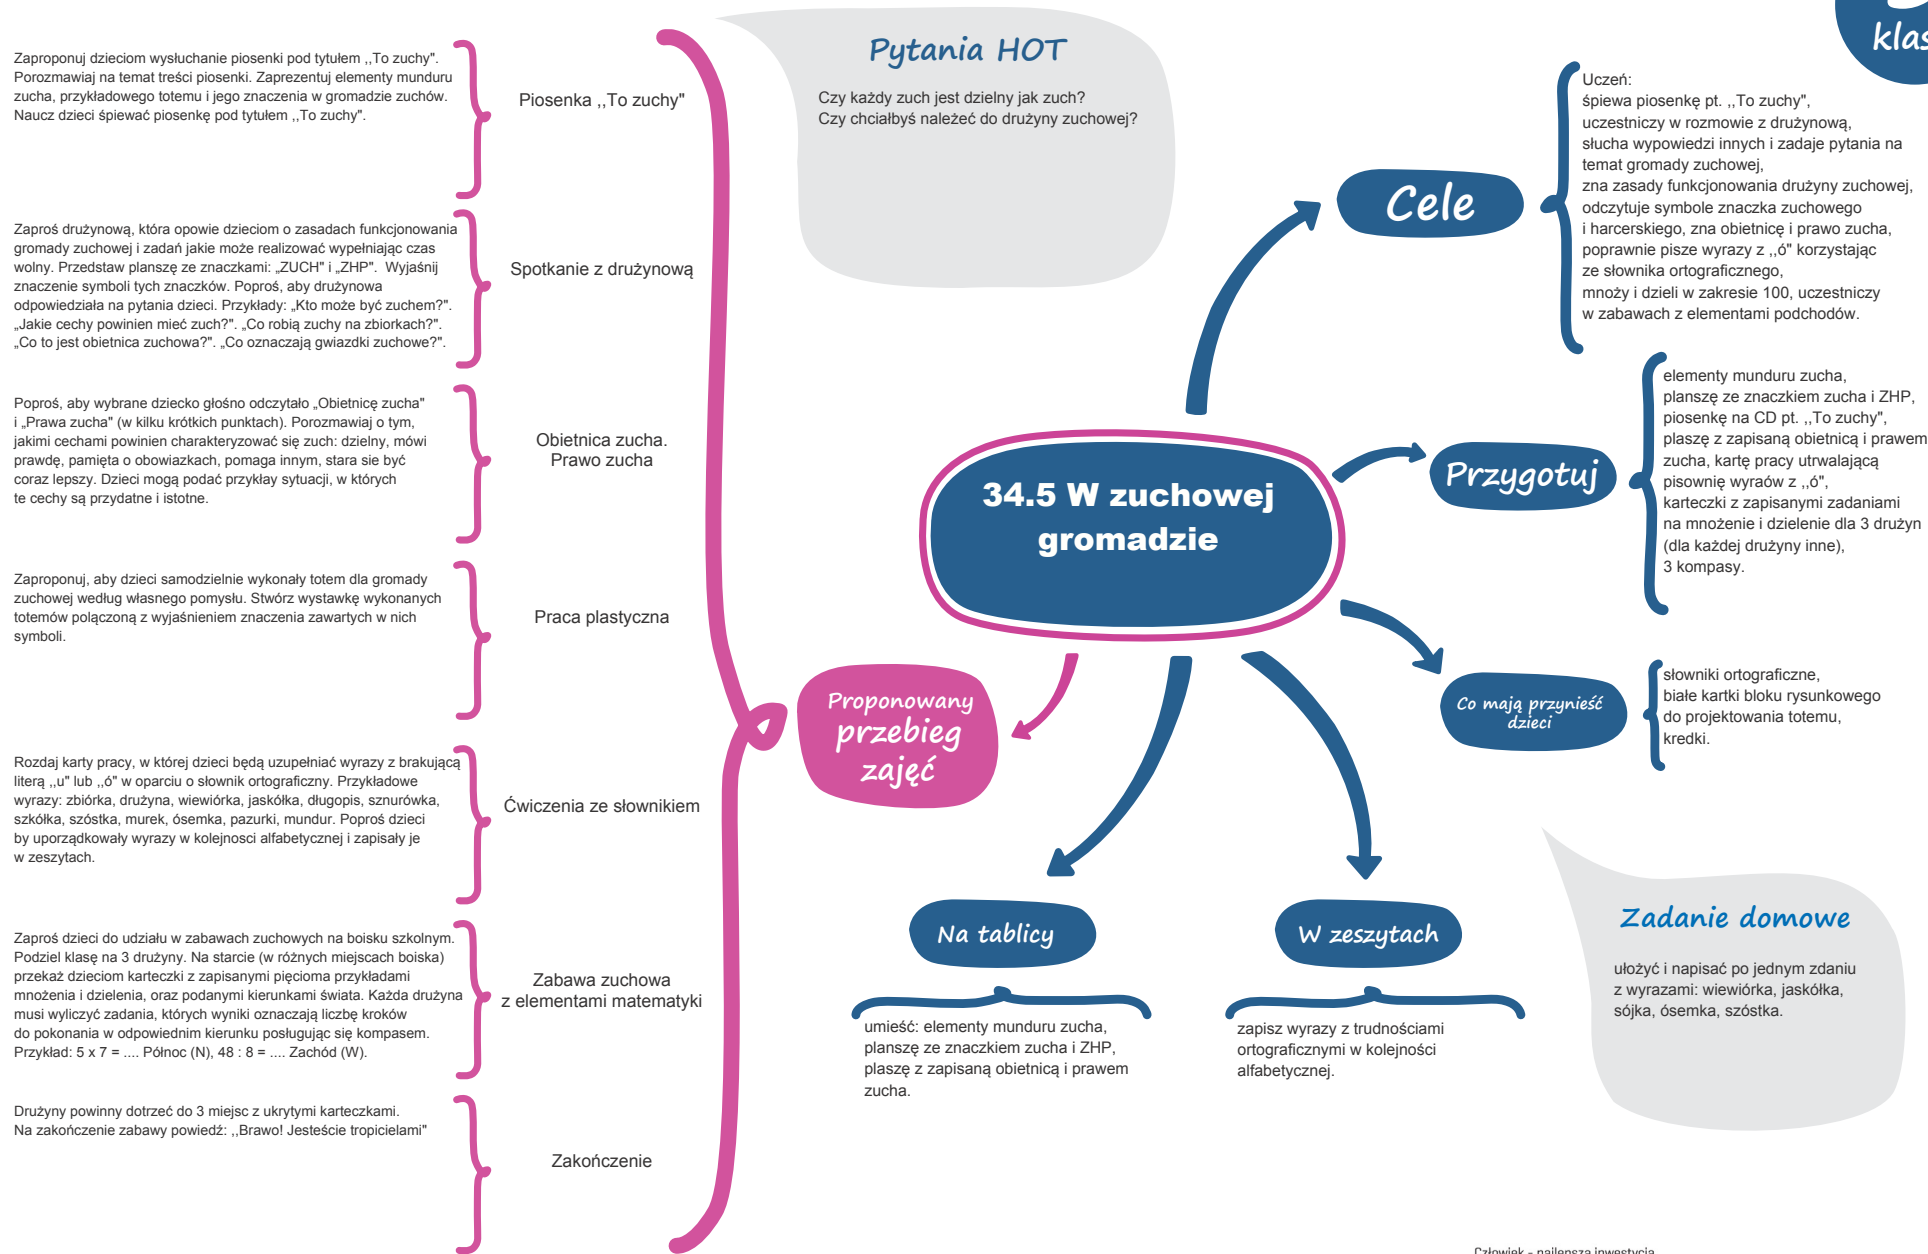 Zaproponuj dzieciom wysłuchanie piosenki pod tytułem ,,To zuchy".
Porozmawiaj na temat treści piosenki. Zaprezentuj elementy munduru
zucha, przykładowego totemu i jego znaczenia w gromadzie zuchów.
Naucz dzieci śpiewać piosenkę pod tytułem ,,To zuchy".
Piosenka ,,To zuchy"
Zaproś drużynową, która opowie dzieciom o zasadach funkcjonowania
gromady zuchowej i zadań jakie może realizować wypełniając czas
wolny. Przedstaw planszę ze znaczkami: „ZUCH" i „ZHP". Wyjaśnij
znaczenie symboli tych znaczków. Poproś, aby drużynowa
odpowiedziała na pytania dzieci. Przykłady: „Kto może być zuchem?".
„Jakie cechy powinien mieć zuch?". „Co robią zuchy na zbiorkach?".
„Co to jest obietnica zuchowa?". „Co oznaczają gwiazdki zuchowe?".
Spotkanie z drużynową
Poproś, aby wybrane dziecko głośno odczytało „Obietnicę zucha"
i „Prawa zucha" (w kilku krótkich punktach). Porozmawiaj o tym,
jakimi cechami powinien charakteryzować się zuch: dzielny, mówi
prawdę, pamięta o obowiazkach, pomaga innym, stara sie być
coraz lepszy. Dzieci mogą podać przykłay sytuacji, w których
te cechy są przydatne i istotne.
Obietnica zucha.
Prawo zucha
Zaproponuj, aby dzieci samodzielnie wykonały totem dla gromady
zuchowej według własnego pomysłu. Stwórz wystawkę wykonanych
totemów polączoną z wyjaśnieniem znaczenia zawartych w nich
symboli.
Praca plastyczna
Rozdaj karty pracy, w której dzieci będą uzupełniać wyrazy z brakującą
literą ,,u" lub ,,ó" w oparciu o słownik ortograficzny. Przykładowe
wyrazy: zbiórka, drużyna, wiewiórka, jaskółka, długopis, sznurówka,
szkółka, szóstka, murek, ósemka, pazurki, mundur. Poproś dzieci
by uporządkowały wyrazy w kolejnosci alfabetycznej i zapisały je
w zeszytach.
Ćwiczenia ze słownikiem
Zaproś dzieci do udziału w zabawach zuchowych na boisku szkolnym.
Podziel klasę na 3 drużyny. Na starcie (w różnych miejscach boiska)
przekaż dzieciom karteczki z zapisanymi pięcioma przykładami
mnożenia i dzielenia, oraz podanymi kierunkami świata. Każda drużyna
musi wyliczyć zadania, których wyniki oznaczają liczbę kroków
do pokonania w odpowiednim kierunku posługując się kompasem.
Przykład: 5 x 7 = .... Północ (N), 48 : 8 = .... Zachód (W).
Zabawa zuchowa
z elementami matematyki
Drużyny powinny dotrzeć do 3 miejsc z ukrytymi karteczkami.
Na zakończenie zabawy powiedź: ,,Brawo! Jesteście tropicielami"
Zakończenie
Proponowany
przebieg
zajęć
Pytania HOT
Czy każdy zuch jest dzielny jak zuch?
Czy chciałbyś należeć do drużyny zuchowej?
34.5 W zuchowej
gromadzie
klas
Cele
Uczeń:
śpiewa piosenkę pt. ,,To zuchy",
uczestniczy w rozmowie z drużynową,
słucha wypowiedzi innych i zadaje pytania na
temat gromady zuchowej,
zna zasady funkcjonowania drużyny zuchowej,
odczytuje symbole znaczka zuchowego
i harcerskiego, zna obietnicę i prawo zucha,
poprawnie pisze wyrazy z ,,ó" korzystając
ze słownika ortograficznego,
mnoży i dzieli w zakresie 100, uczestniczy
w zabawach z elementami podchodów.
Przygotuj
elementy munduru zucha,
planszę ze znaczkiem zucha i ZHP,
piosenkę na CD pt. ,,To zuchy",
plaszę z zapisaną obietnicą i prawem
zucha, kartę pracy utrwalającą
pisownię wyraów z ,,ó",
karteczki z zapisanymi zadaniami
na mnożenie i dzielenie dla 3 drużyn
(dla każdej drużyny inne),
3 kompasy.
Co mają przynieść
dzieci
słowniki ortograficzne,
białe kartki bloku rysunkowego
do projektowania totemu,
kredki.
Na tablicy
umieść: elementy munduru zucha,
planszę ze znaczkiem zucha i ZHP,
plaszę z zapisaną obietnicą i prawem
zucha.
W zeszytach
zapisz wyrazy z trudnościami
ortograficznymi w kolejności
alfabetycznej.
Zadanie domowe
ułożyć i napisać po jednym zdaniu
z wyrazami: wiewiórka, jaskółka,
sójka, ósemka, szóstka.
Człowiek - najlepsza inwestycja